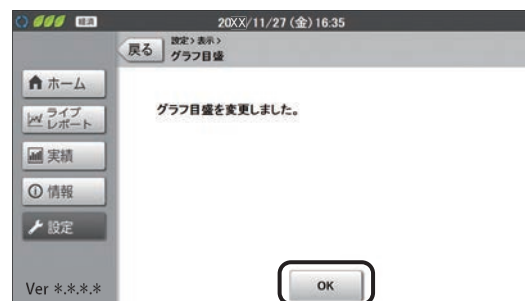 経済
20XX/11/27 (金) 16:35
戻る
設定>表示>
グラフ目盛
ホーム
ライブ
レポート
実績
情報
設定
グラフ目盛を変更しました。
OK
Ver *.*.*.*